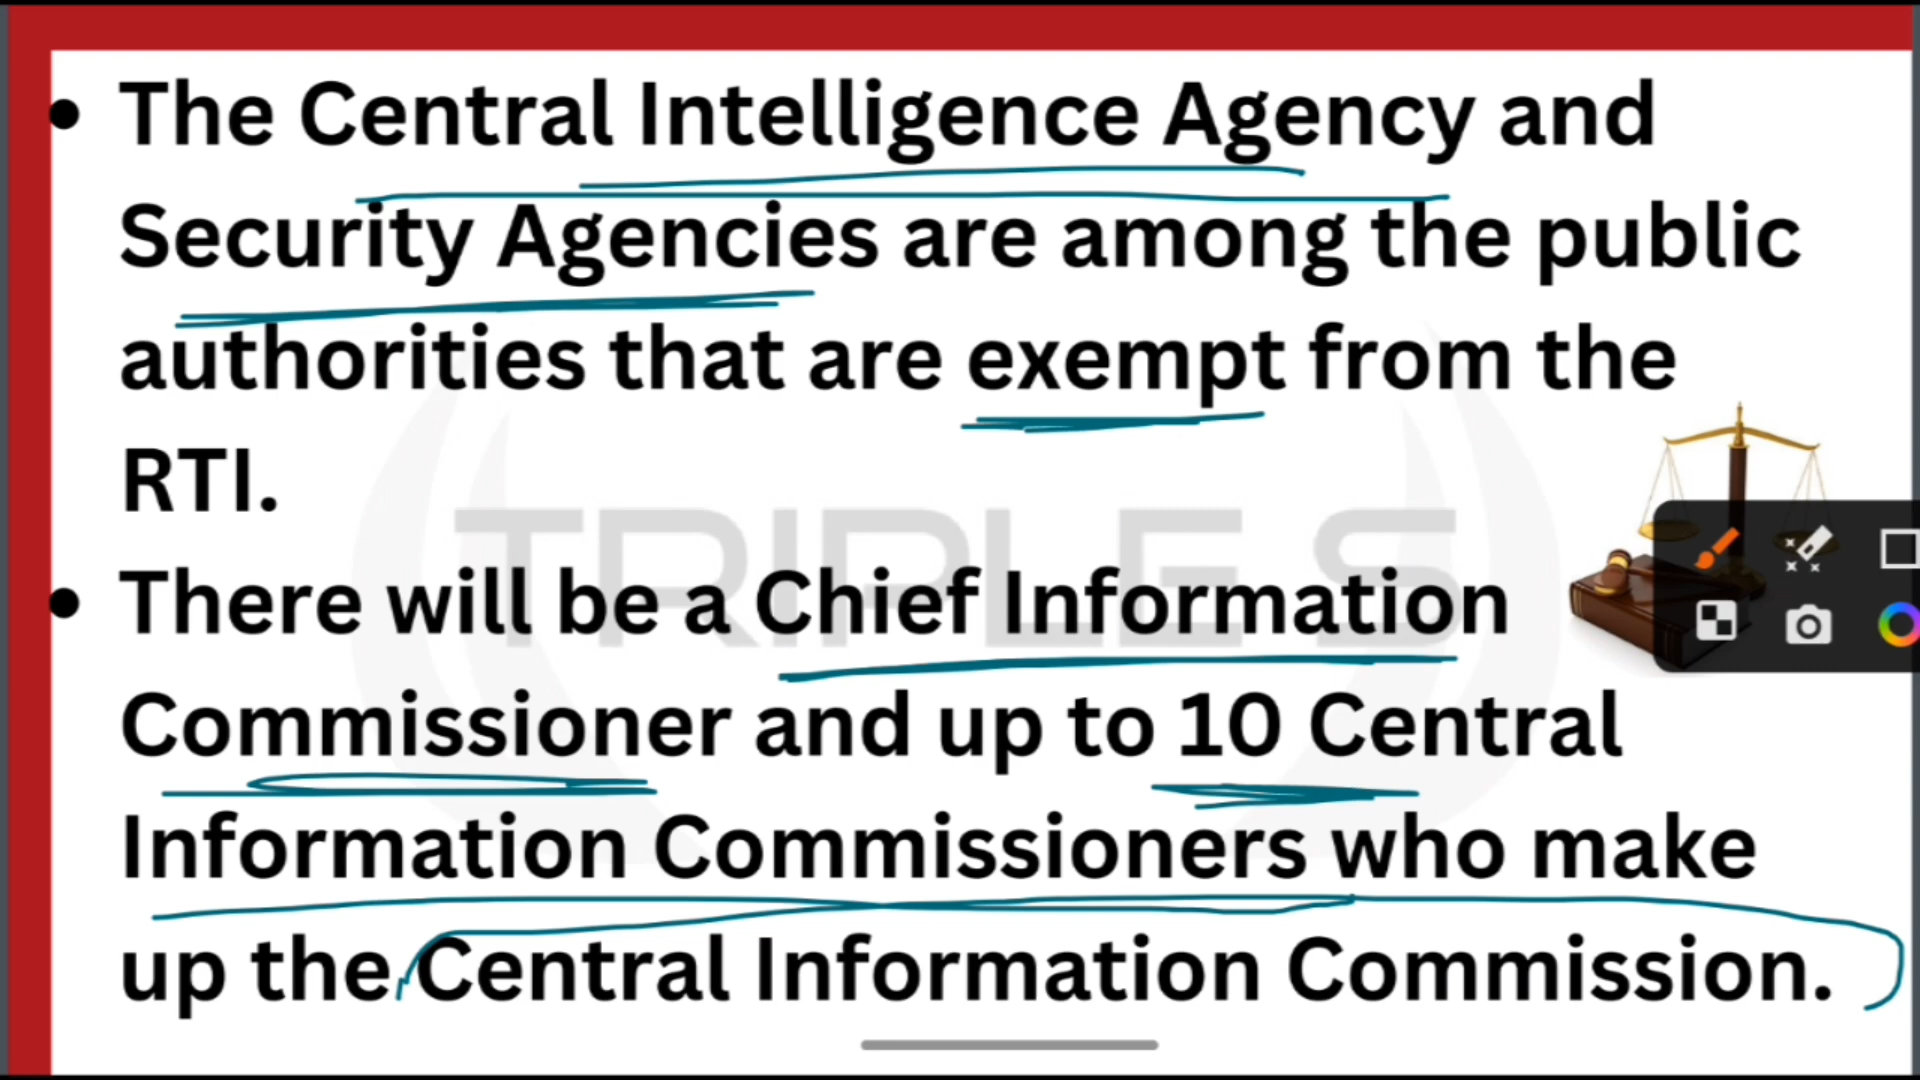 • The Central Intelligence Agency and
Security Agencies are among the public
authorities that are exempt from the
RTI.
TRIPLE S
• There will be a Chief Information
Commissioner and up to 10 Central
Information Commissioners who make
up the Central Information Commission.